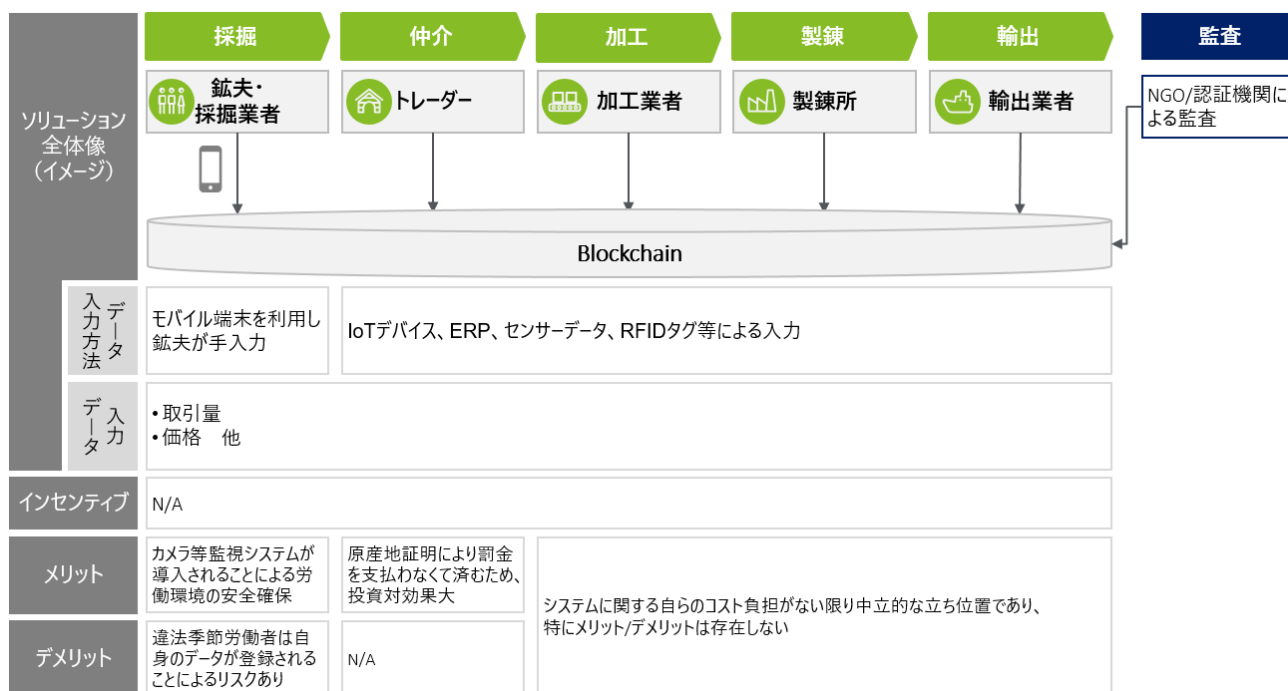 採掘
仲介
加工
製錬
輸出
監査
ソリューション
全体像
（イメージ）
鉱夫・
採掘業者
トレーダー
加工業者
製錬所
輸出業者
NGO/認証機関に
よる監査
Blockchain
データ
入力方法
モバイル端末を利用し
鉱夫が手入力
IoTデバイス、ERP、センサーデータ、RFIDタグ等による入力
入力
データ
•取引量
•価格　他
インセンティブ
N/A
メリット
カメラ等監視システムが
導入されることによる労
働環境の安全確保
原産地証明により罰金
を支払わなくて済むため、
投資対効果大
システムに関する自らのコスト負担がない限り中立的な立ち位置であり、
特にメリット/デメリットは存在しない
デメリット
違法季節労働者は自
身のデータが登録される
ことによるリスクあり
N/A